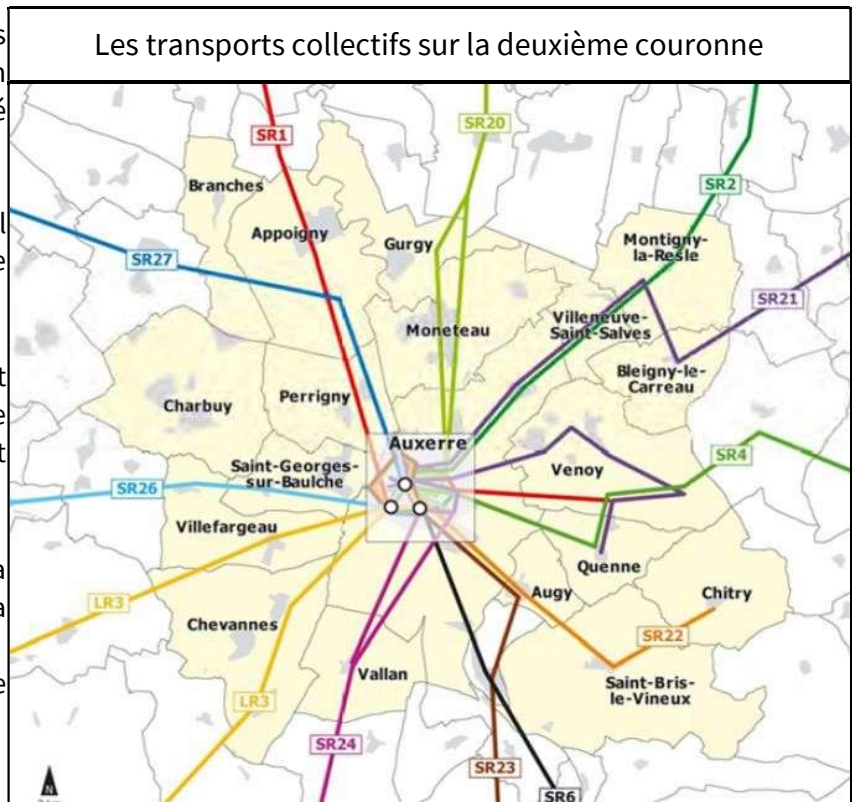 Les transports collectifs sur la deuxième couronne
SR1
SR20
SR2
Branches
Appoigny
Gurgy
Montigny-
la-Resle
SR27
SR21
Moneteau
Villeneuve-
Saint-Salves
Bleigny-le-
Carreau
Charbuy
Perrigny
Auxerre
Saint-Georges-
sur-Baulche
Venoy
SR4
SR26
Villefargeau
Quenne
LR3
Chevannes
Augy
Chitry
SR22
Vallan
Saint-Bris-
le-Vineux
LR3
SR24
SR23
SR6
N